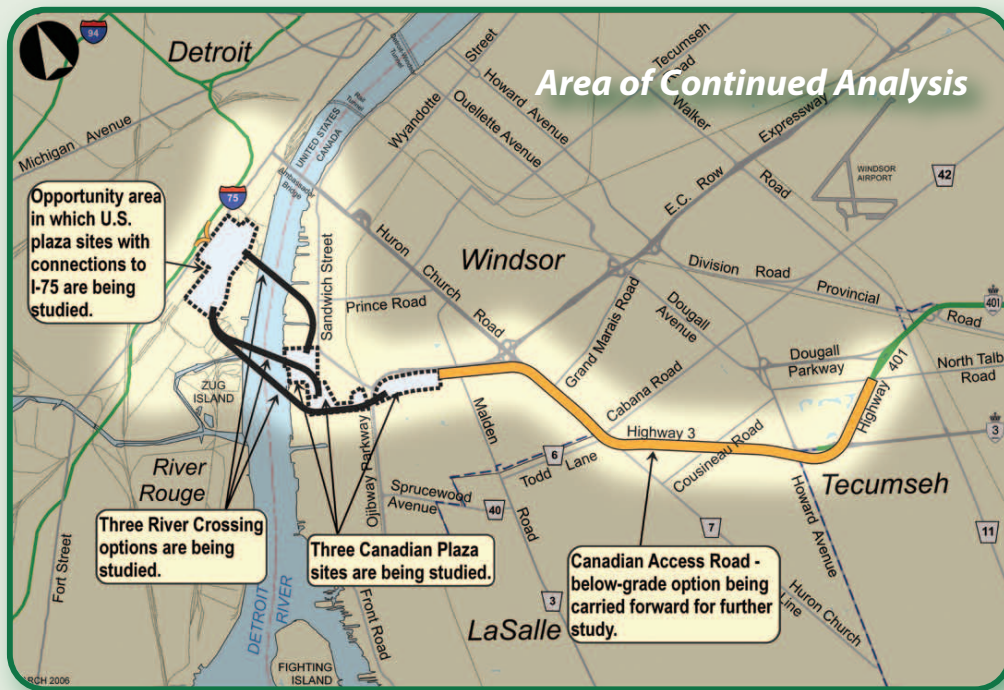 94
Detroit
Area of Continued Analysis
Michigan Avenue
Detroit-Windsor
Tunnel
Rail
Tunnel
UNITED STATES
CANADA
Ambassador
Bridge
Wyandotte
Street
Howard Avenue
Ouellette Avenue
Tecumseh
Road
Walker
Road
Expressway
E.C. Row
WINDSOR
AIRPORT
42
75
Opportunity area
in which U.S.
plaza sites with
connections to
I-75 are being
studied.
Sandwich Street
Huron
Church
Road
Windsor
Prince Road
Grand Marais Road
Dougall
Avenue
Division Road
Provincial
Road
401
Dougall
Parkway
North Talb
Road
Highway 401
ZUG
ISLAND
Malden
Road
Cabana Road
Highway 3
3
Cousineau Road
Tecumseh
River
Rouge
Ojibway Parkway
6
Todd Lane
Sprucewood
Avenue
40
Howard Avenue
7
11
Three River Crossing
options are being
studied.
Three Canadian Plaza
sites are being studied.
Canadian Access Road -
below-grade option being
carried forward for further
study.
Fort Street
DETROIT
RIVER
Front Road
3
LaSalle
Huron Church
Line
FIGHTING
ISLAND
ARCH 2006